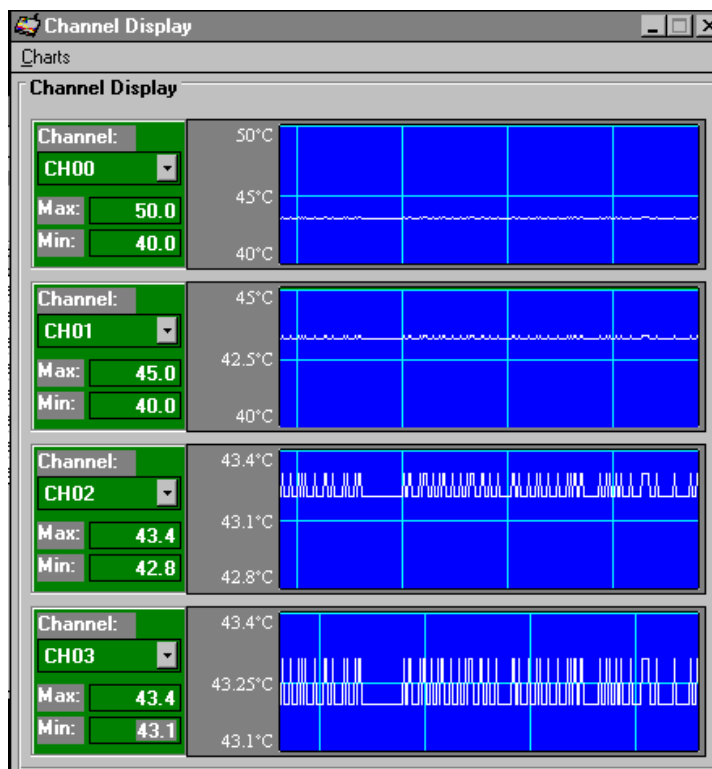 Channel Display
Charts
Channel Display
Channel:
CH00
Max: 50.0
Min: 40.0
50°C
45°C
40°C
Channel:
CH01
Max: 45.0
Min: 40.0
45°C
42.5°C
40°C
Channel:
CH02
Max: 43.4
Min: 42.8
43.4°C
43.1°C
42.8°C
Channel:
CH03
Max: 43.4
Min: 43.1
43.4°C
43.25°C
43.1°C